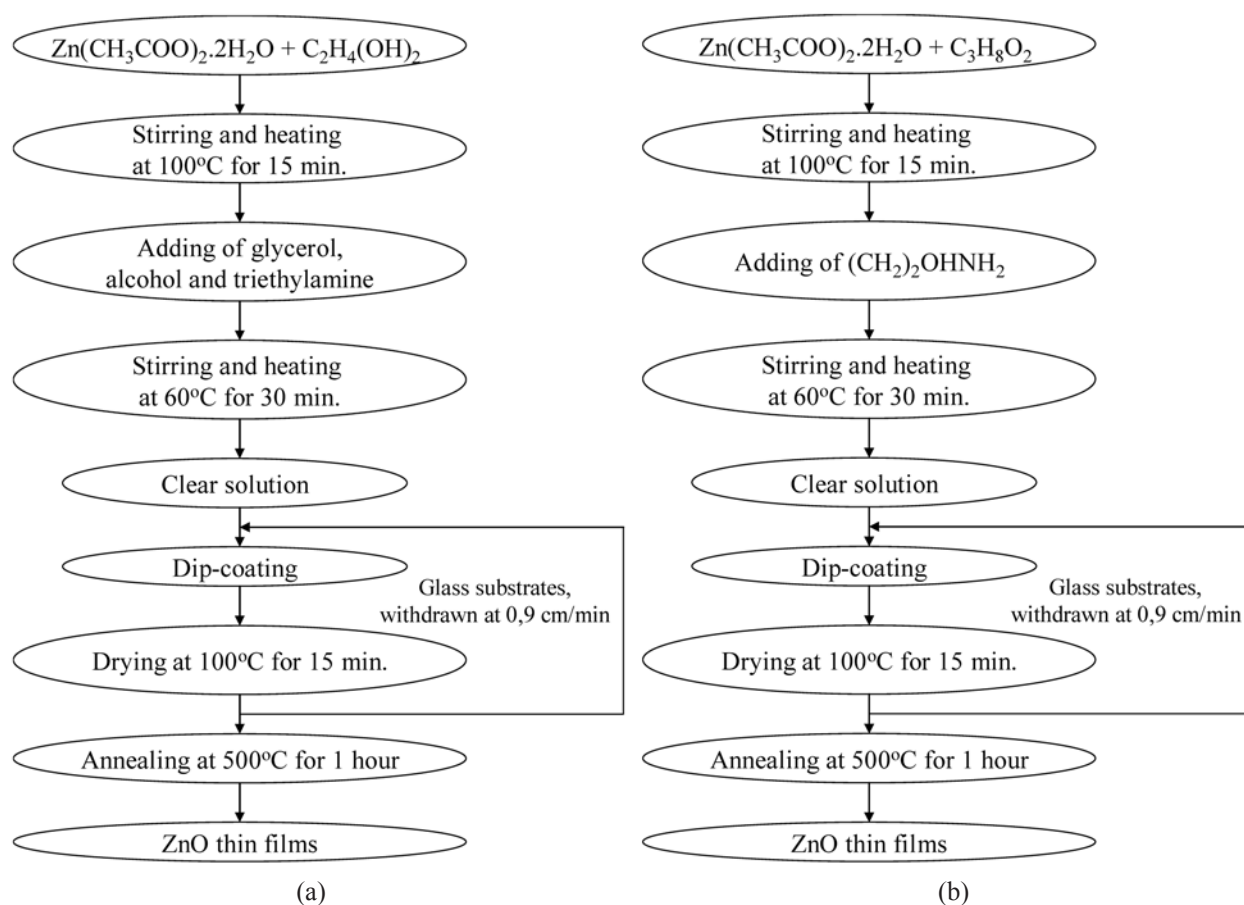 Zn(CH₃COO)₂.2H₂O + C₂H₄(OH)₂
Stirring and heating
at 100ºC for 15 min.
Adding of glycerol,
alcohol and triethylamine
Stirring and heating
at 60ºC for 30 min.
Clear solution
Dip-coating
Glass substrates,
withdrawn at 0,9 cm/min
Drying at 100ºC for 15 min.
Annealing at 500ºC for 1 hour
ZnO thin films
(a)
Zn(CH₃COO)₂.2H₂O + C₃H₈O₂
Stirring and heating
at 100ºC for 15 min.
Adding of (CH₂)₂OHNH₂
Stirring and heating
at 60ºC for 30 min.
Clear solution
Dip-coating
Glass substrates,
withdrawn at 0,9 cm/min
Drying at 100ºC for 15 min.
Annealing at 500ºC for 1 hour
ZnO thin films
(b)